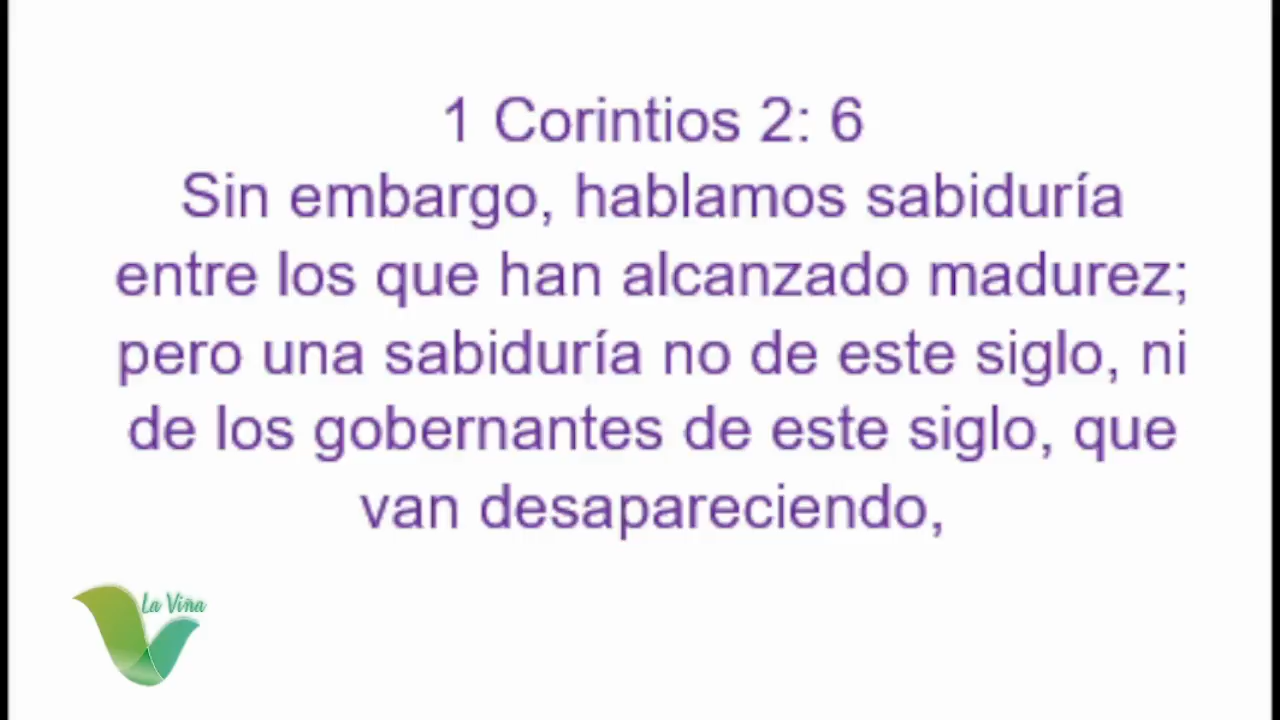 1 Corintios 2: 6
Sin embargo, hablamos sabiduría
entre los que han alcanzado madurez;
pero una sabiduría no de este siglo, ni
de los gobernantes de este siglo, que
van desapareciendo,
La Viña